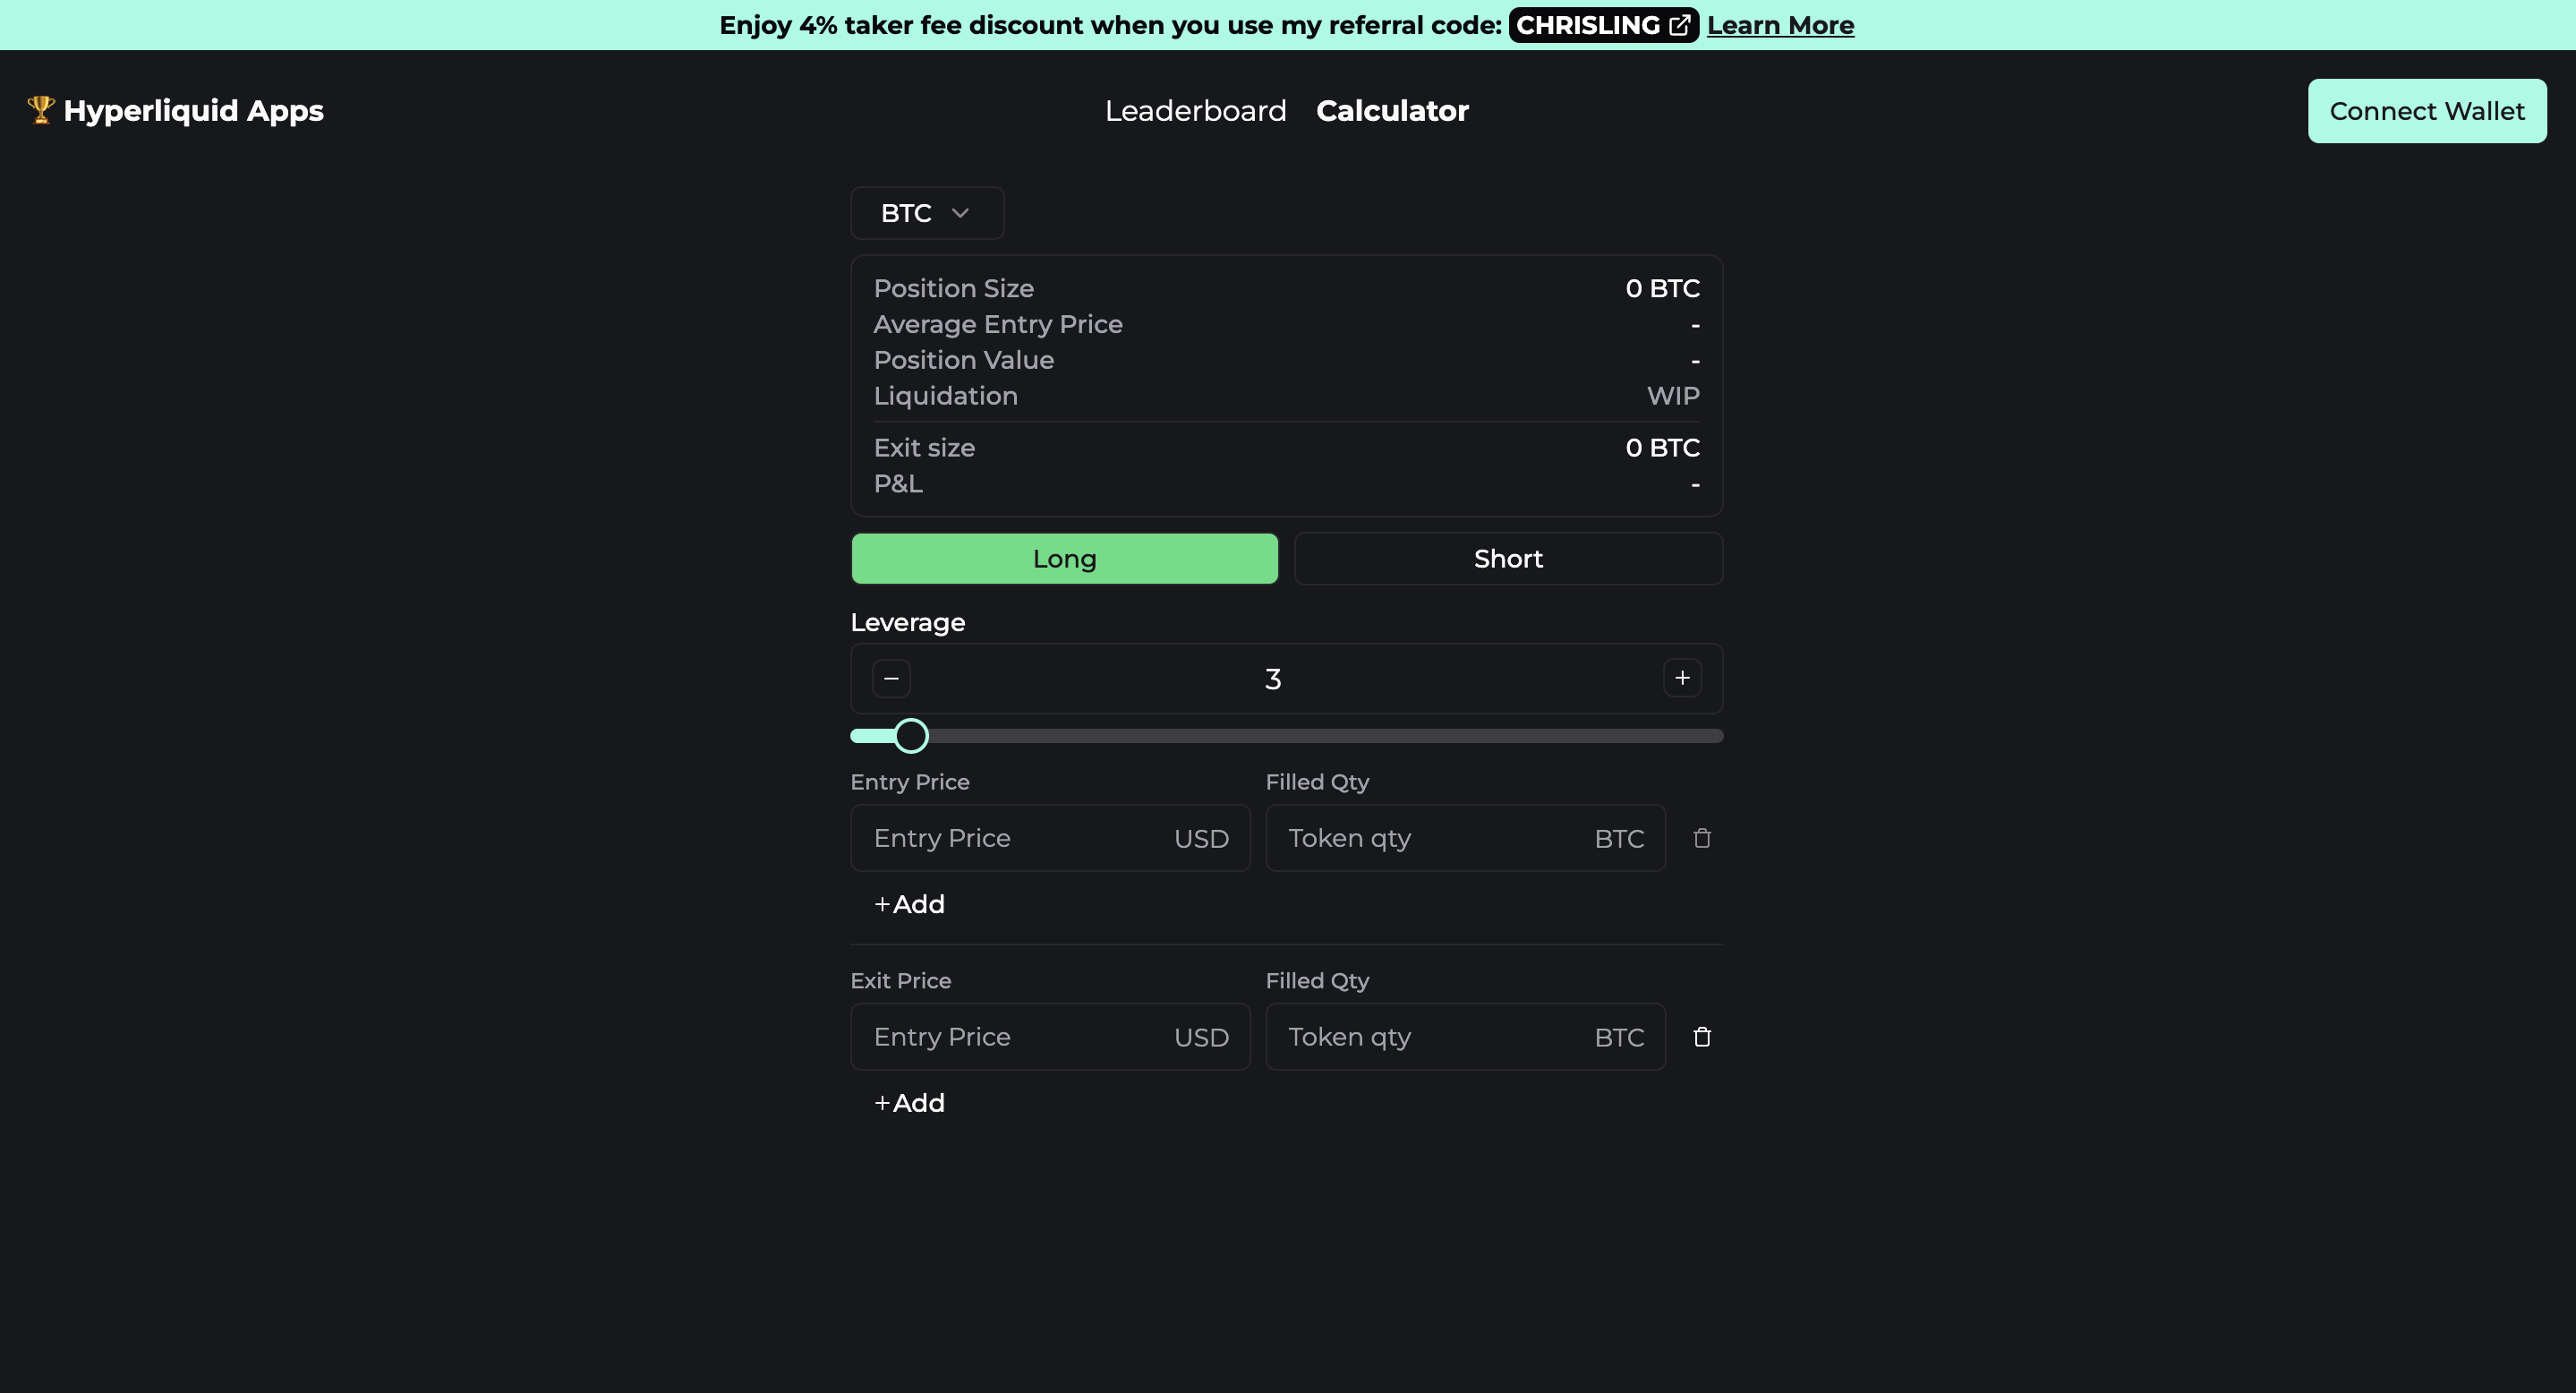 Enjoy 4% taker fee discount when you use my referral code: CHRISLING Learn More
Hyperliquid Apps
Leaderboard Calculator
Connect Wallet
BTC
Position Size 0 BTC
Average Entry Price -
Position Value -
Liquidation WIP
Exit size 0 BTC
P&L -
Long Short
Leverage
− 3 +
Entry Price Filled Qty
Entry Price USD Token qty BTC
+Add
Exit Price Filled Qty
Entry Price USD Token qty BTC
+Add